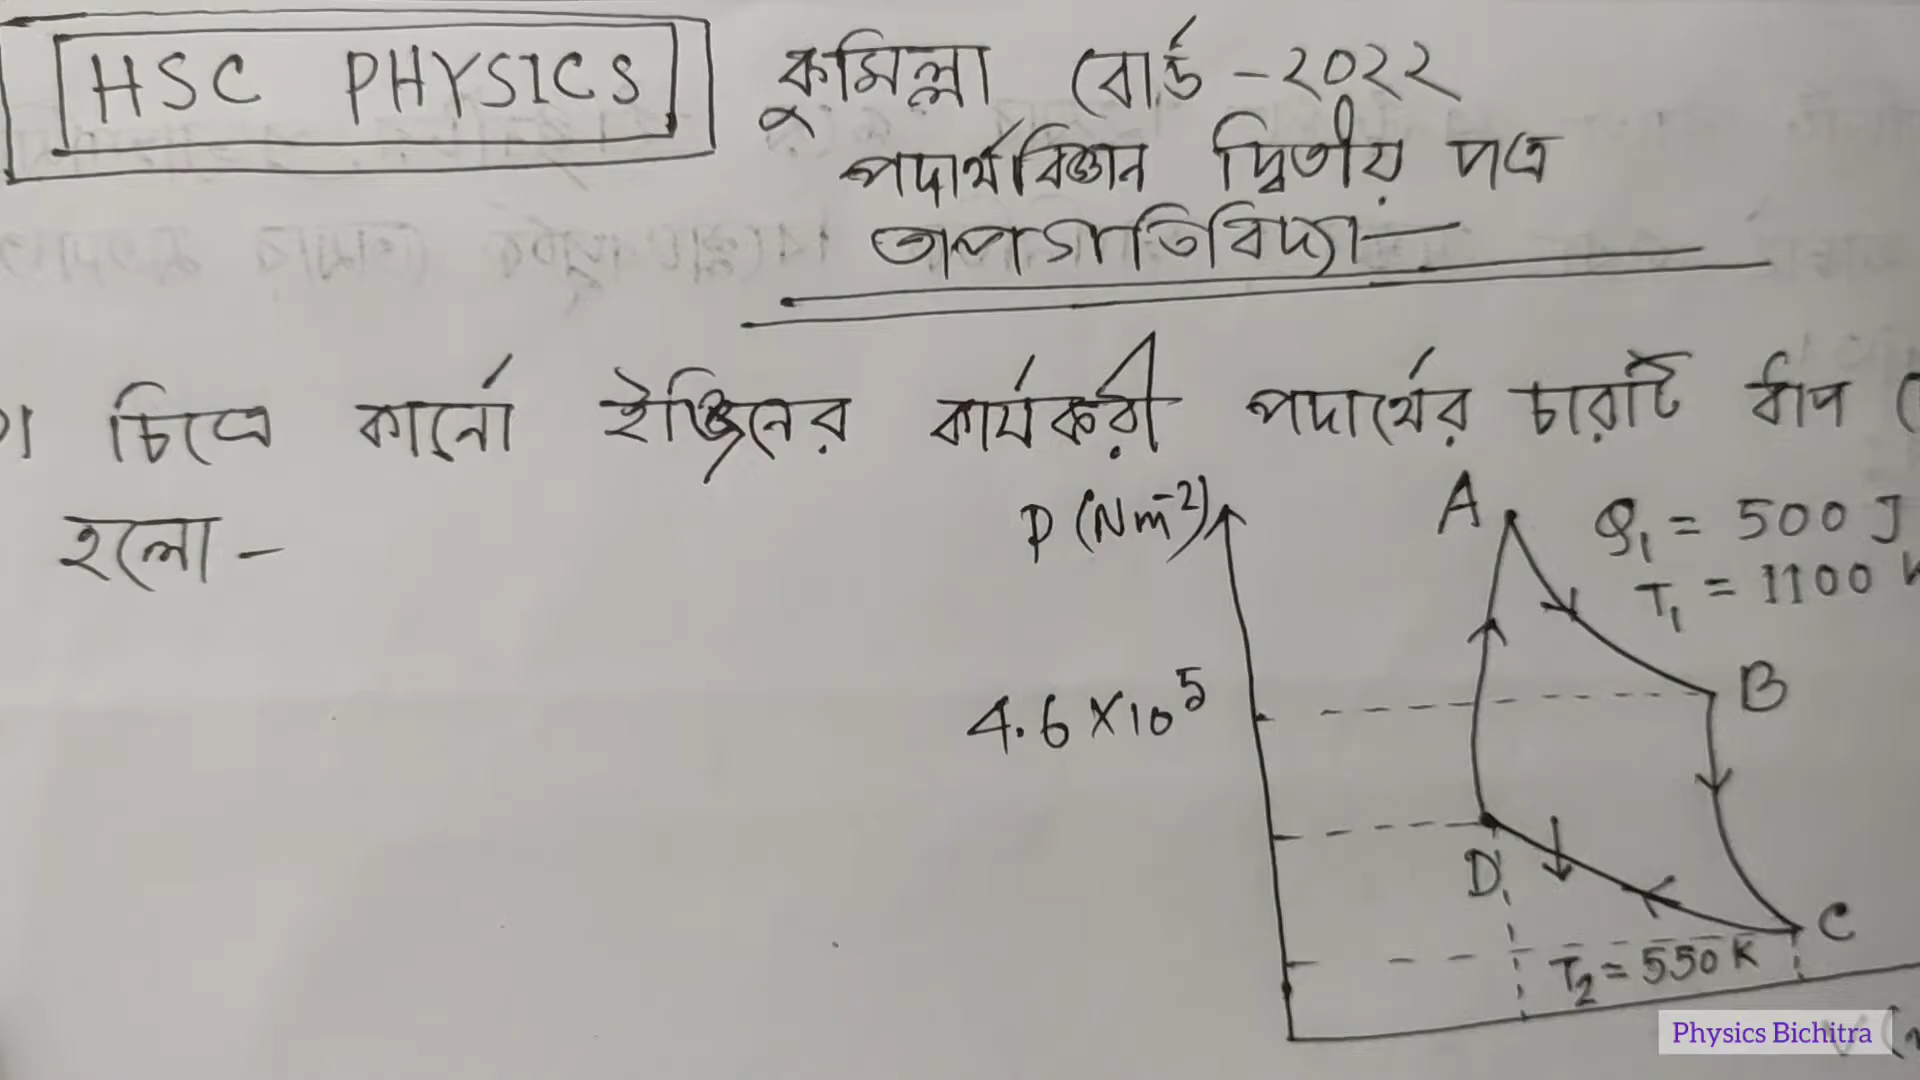 HSC PHYSICS
কুমিল্লা বোর্ড -২০২২
পদার্থবিজ্ঞান দ্বিতীয় পত্র
তাপগতিবিদ্যা—
চিত্রে কার্নো ইঞ্জিনের কার্যকরী পদার্থের চারটি ধাপ
হলো-
P (Nm⁻²)
A
Q₁ = 500 J
T₁ = 1100
4.6×10⁵
B
D
C
T₂ = 550 K
Physics Bichitra